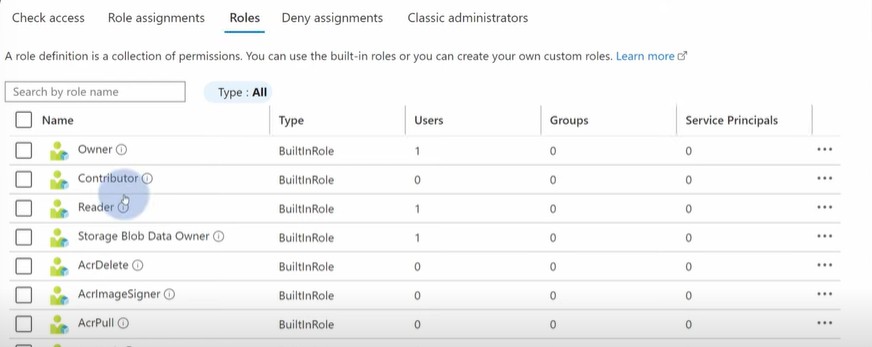 Check access Role assignments Roles Deny assignments Classic administrators
A role definition is a collection of permissions. You can use the built-in roles or you can create your own custom roles. Learn more
Search by role name Type : All
Name Type Users Groups Service Principals
Owner BuiltInRole 1 0 0
Contributor BuiltInRole 0 0 0
Reader BuiltInRole 1 0 0
Storage Blob Data Owner BuiltInRole 1 0 0
AcrDelete BuiltInRole 0 0 0
AcrImageSigner BuiltInRole 0 0 0
AcrPull BuiltInRole 0 0 0